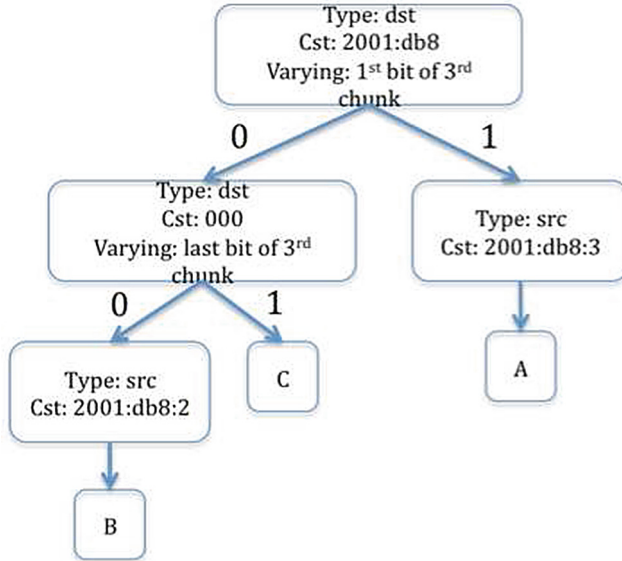 Type: dst
Cst: 2001:db8
Varying: 1st bit of 3rd
chunk
0
1
Type: dst
Cst: 000
Varying: last bit of 3rd
chunk
Type: src
Cst: 2001:db8:3
0
1
Type: src
Cst: 2001:db8:2
C
A
B